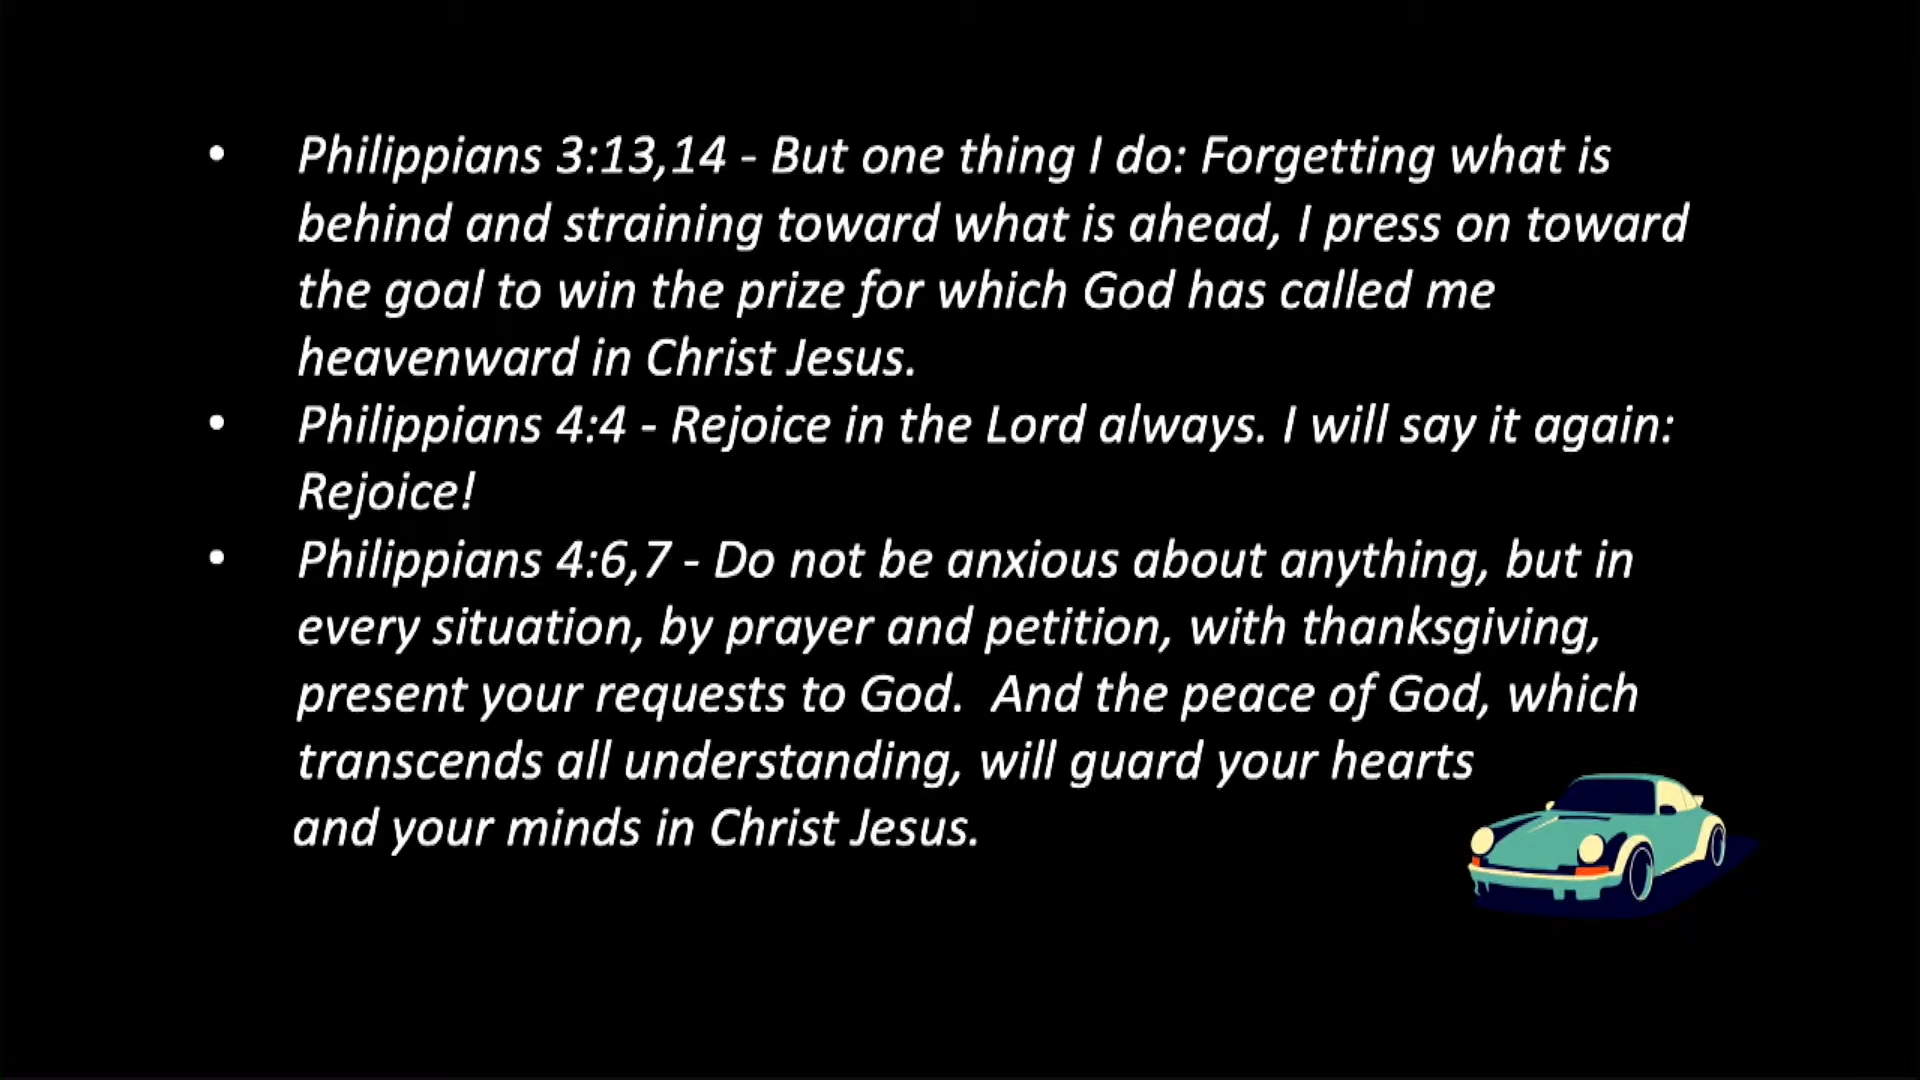 • Philippians 3:13,14 - But one thing I do: Forgetting what is
behind and straining toward what is ahead, I press on toward
the goal to win the prize for which God has called me
heavenward in Christ Jesus.
• Philippians 4:4 - Rejoice in the Lord always. I will say it again:
Rejoice!
• Philippians 4:6,7 - Do not be anxious about anything, but in
every situation, by prayer and petition, with thanksgiving,
present your requests to God.  And the peace of God, which
transcends all understanding, will guard your hearts
and your minds in Christ Jesus.